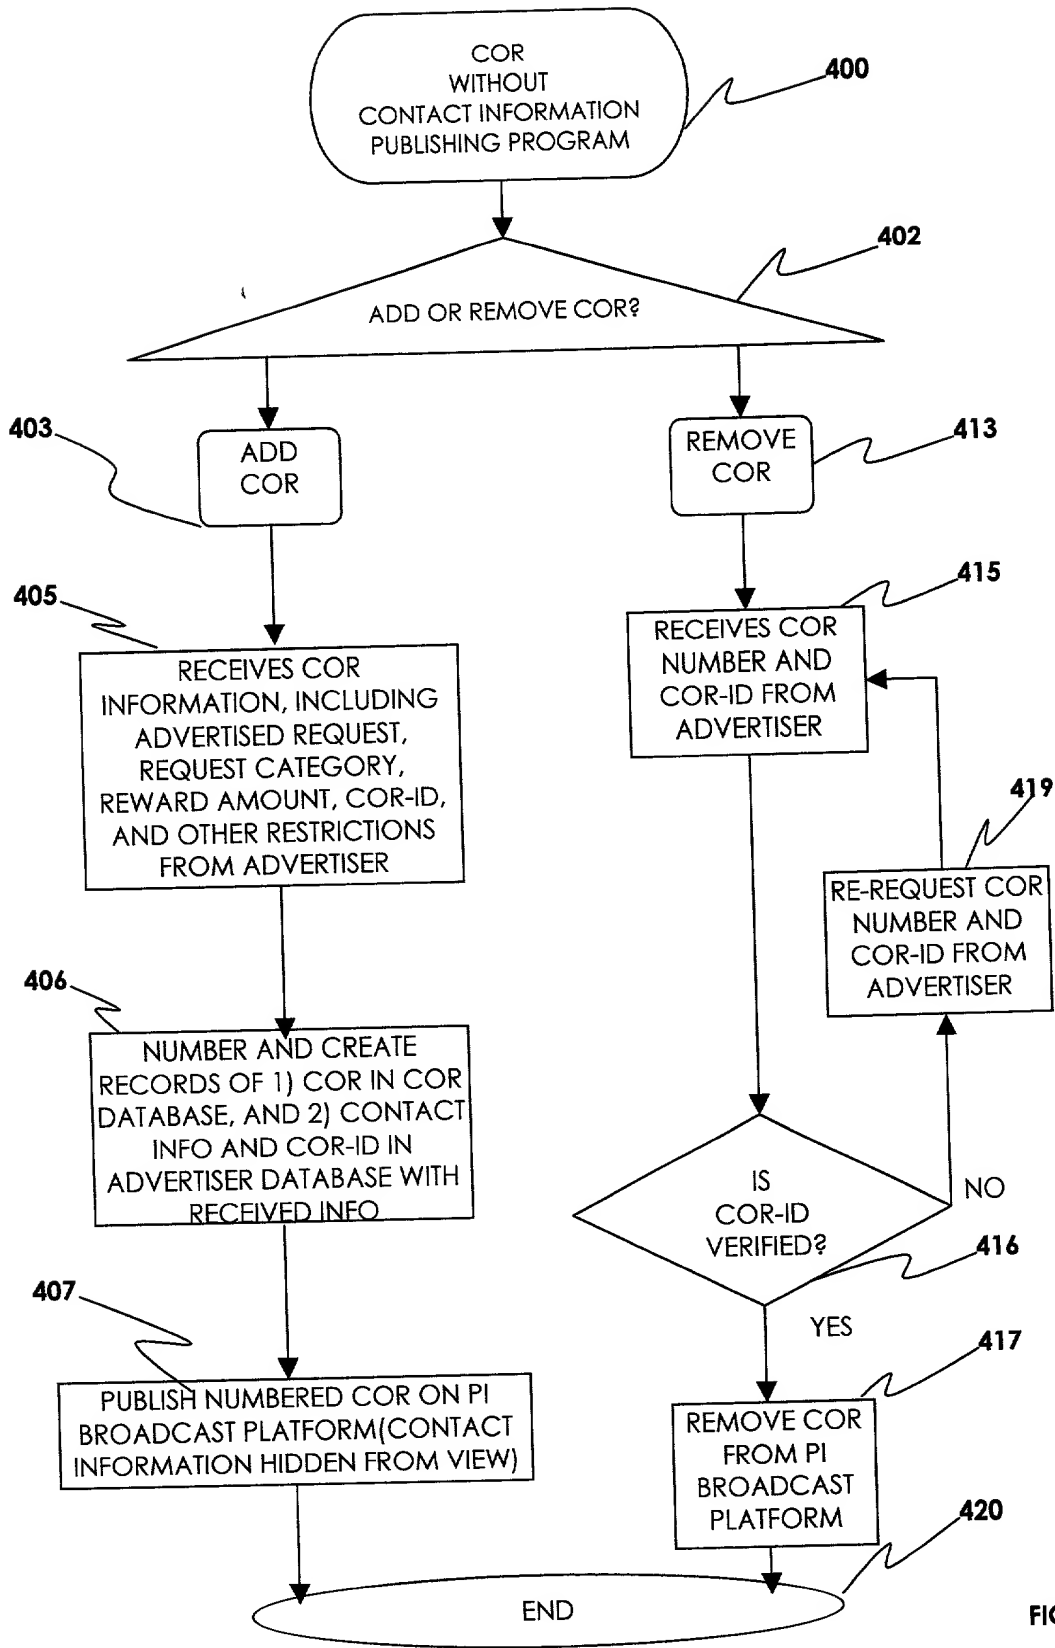 COR
WITHOUT
CONTACT INFORMATION
PUBLISHING PROGRAM
400
402
ADD OR REMOVE COR?
403
ADD
COR
REMOVE
COR
413
405
RECEIVES COR
INFORMATION, INCLUDING
ADVERTISED REQUEST,
REQUEST CATEGORY,
REWARD AMOUNT, COR-ID,
AND OTHER RESTRICTIONS
FROM ADVERTISER
415
RECEIVES COR
NUMBER AND
COR-ID FROM
ADVERTISER
419
RE-REQUEST COR
NUMBER AND
COR-ID FROM
ADVERTISER
406
NUMBER AND CREATE
RECORDS OF 1) COR IN COR
DATABASE, AND 2) CONTACT
INFO AND COR-ID IN
ADVERTISER DATABASE WITH
RECEIVED INFO
IS
COR-ID
VERIFIED?
NO
416
YES
407
PUBLISH NUMBERED COR ON PI
BROADCAST PLATFORM(CONTACT
INFORMATION HIDDEN FROM VIEW)
417
REMOVE COR
FROM PI
BROADCAST
PLATFORM
420
END